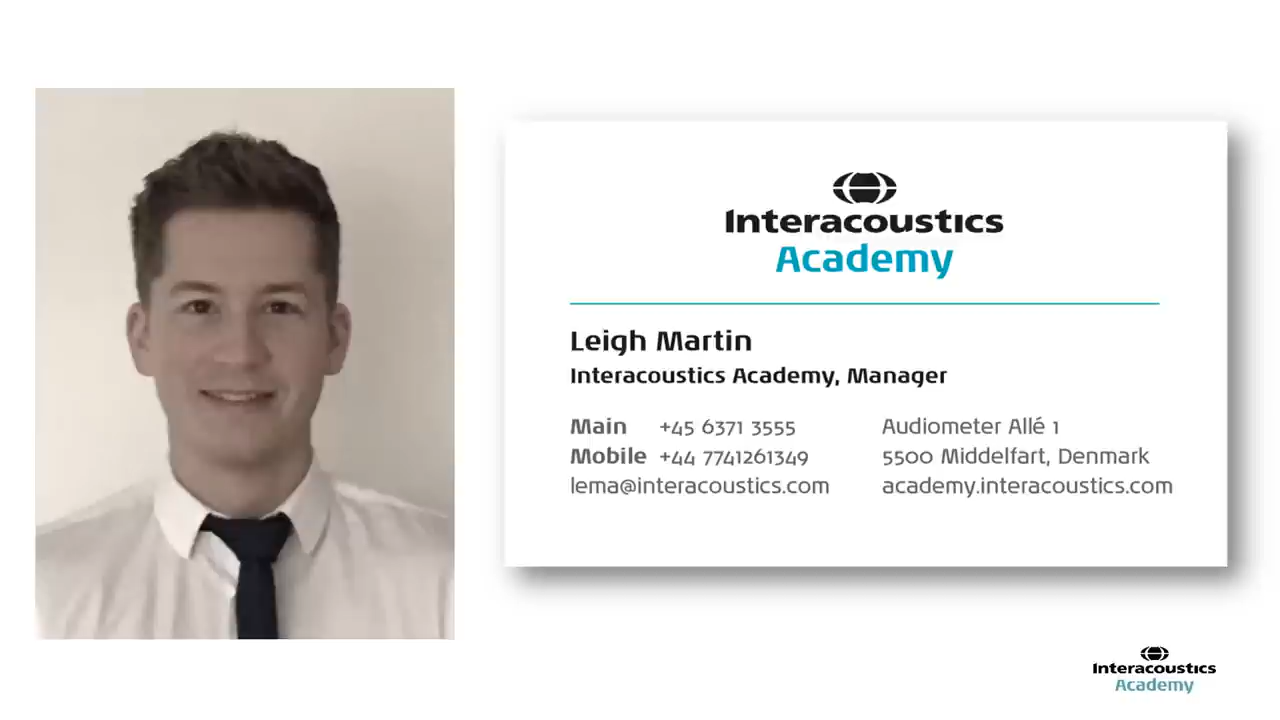 Interacoustics
Academy
Leigh Martin
Interacoustics Academy, Manager
Main +45 6371 3555
Mobile +44 7741261349
lema@interacoustics.com
Audiometer Allé 1
5500 Middelfart, Denmark
academy.interacoustics.com
Interacoustics
Academy